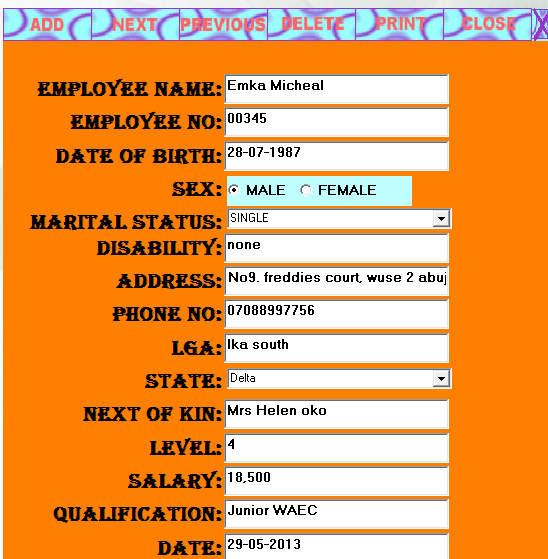 ADD NEXT PREVIOUS DELETE PRINT CLOSE X
EMPLOYEE NAME: Emka Micheal
EMPLOYEE NO: 00345
DATE OF BIRTH: 28-07-1987
SEX: MALE FEMALE
MARITAL STATUS: SINGLE
DISABILITY: none
ADDRESS: No9. freddies court, wuse 2 abuj
PHONE NO: 07088997756
LGA: Ika south
STATE: Delta
NEXT OF KIN: Mrs Helen oko
LEVEL: 4
SALARY: 18,500
QUALIFICATION: Junior WAEC
DATE: 29-05-2013